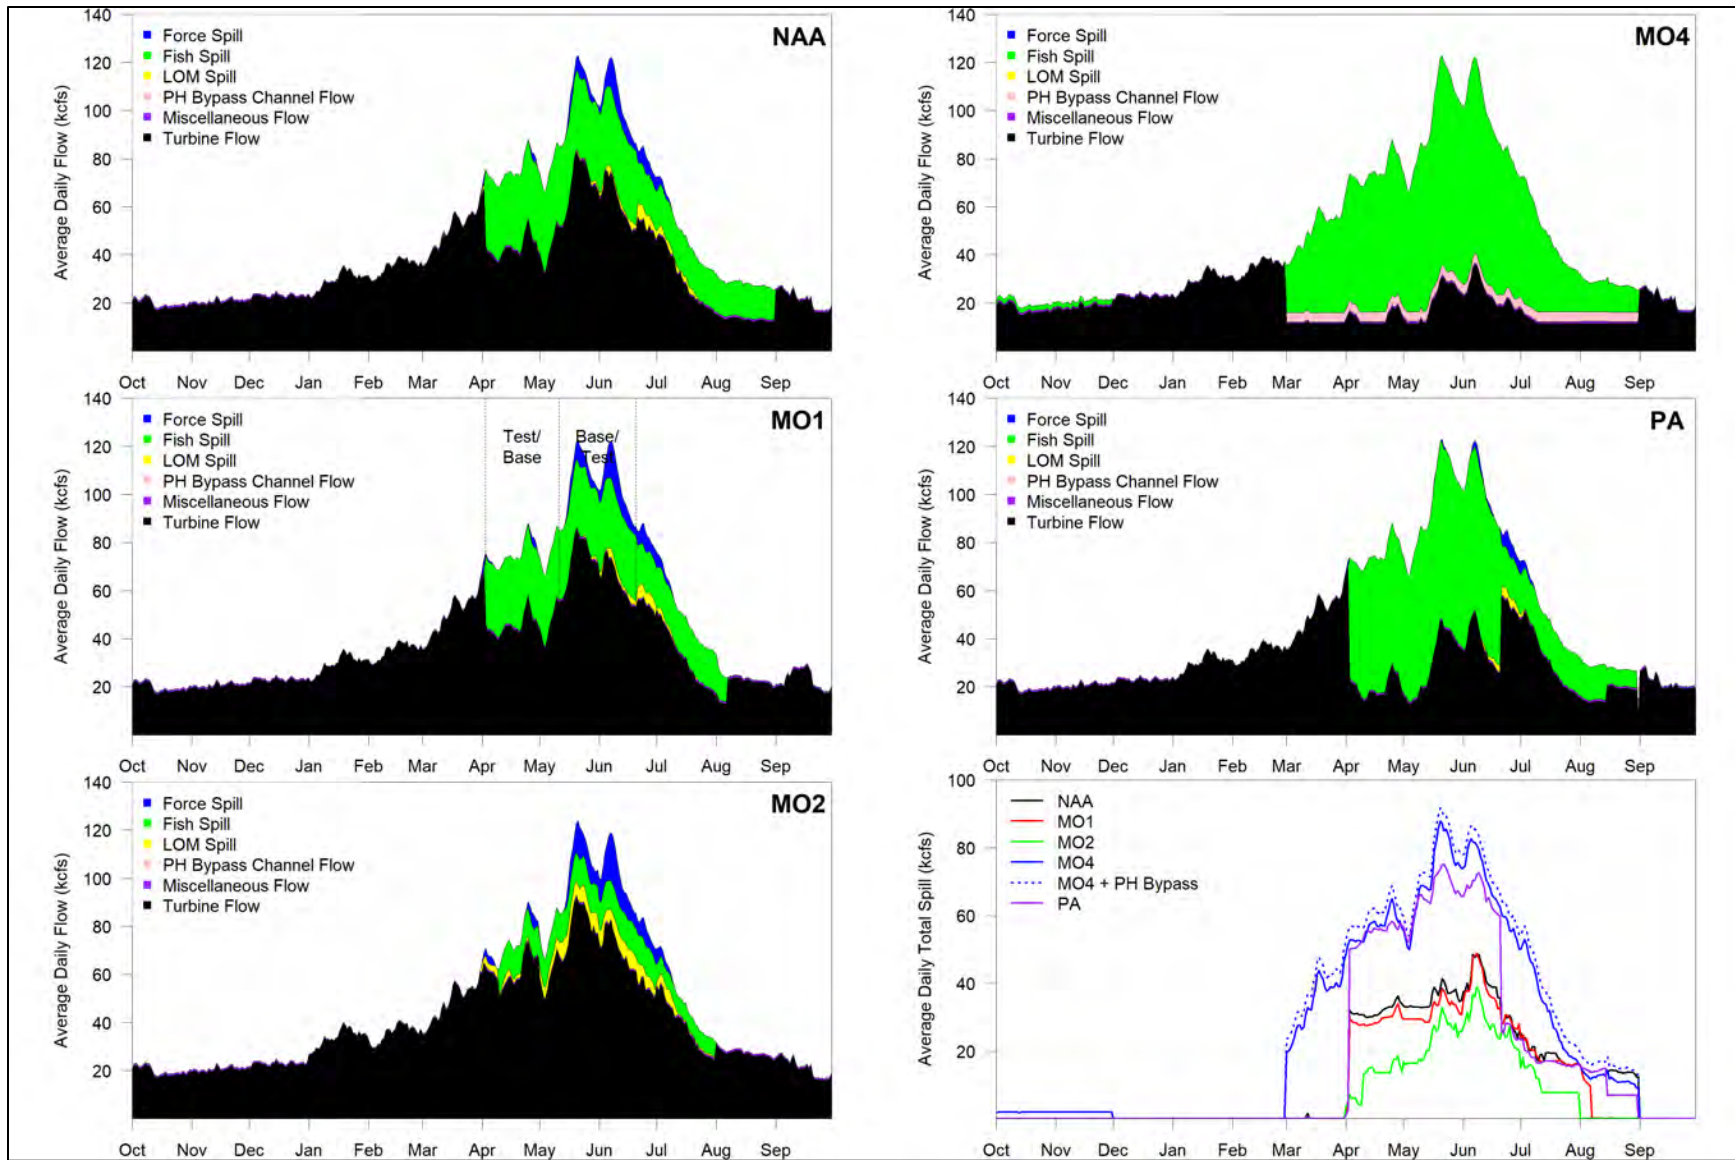 NAA
Average Daily Flow (kcfs)
140
120
100
80
60
40
20
Force Spill
Fish Spill
LOM Spill
PH Bypass Channel Flow
Miscellaneous Flow
Turbine Flow
Oct Nov Dec Jan Feb Mar Apr May Jun Jul Aug Sep
MO4
Average Daily Flow (kcfs)
140
120
100
80
60
40
20
Force Spill
Fish Spill
LOM Spill
PH Bypass Channel Flow
Miscellaneous Flow
Turbine Flow
Oct Nov Dec Jan Feb Mar Apr May Jun Jul Aug Sep
MO1
Average Daily Flow (kcfs)
140
120
100
80
60
40
20
Force Spill
Fish Spill
LOM Spill
PH Bypass Channel Flow
Miscellaneous Flow
Turbine Flow
Test/
Base
Base/
Test
Oct Nov Dec Jan Feb Mar Apr May Jun Jul Aug Sep
PA
Average Daily Flow (kcfs)
140
120
100
80
60
40
20
Force Spill
Fish Spill
LOM Spill
PH Bypass Channel Flow
Miscellaneous Flow
Turbine Flow
Oct Nov Dec Jan Feb Mar Apr May Jun Jul Aug Sep
MO2
Average Daily Flow (kcfs)
140
120
100
80
60
40
20
Force Spill
Fish Spill
LOM Spill
PH Bypass Channel Flow
Miscellaneous Flow
Turbine Flow
Oct Nov Dec Jan Feb Mar Apr May Jun Jul Aug Sep
Average Daily Total Spill (kcfs)
100
80
60
40
20
NAA
MO1
MO2
MO4
MO4 + PH Bypass
PA
Oct Nov Dec Jan Feb Mar Apr May Jun Jul Aug Sep